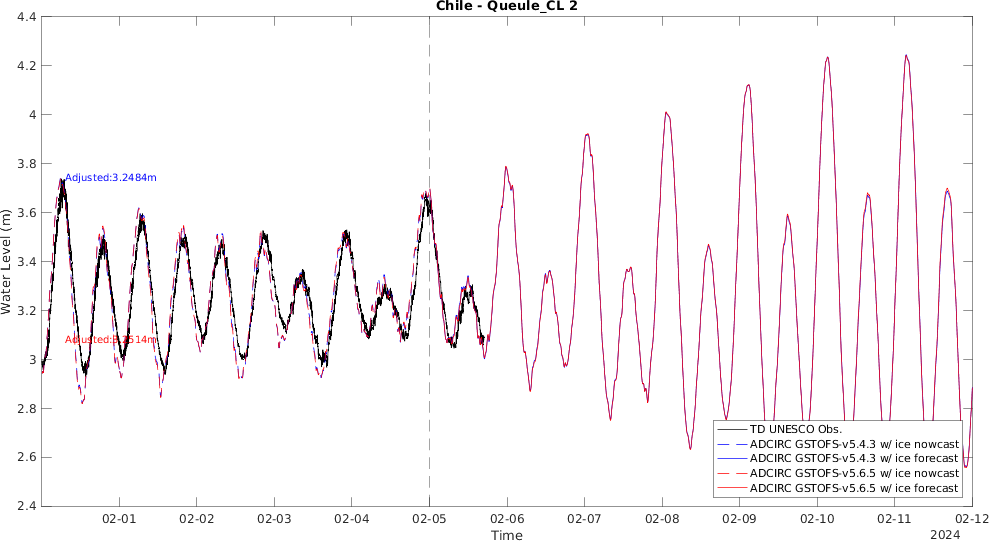 Chile - Queule_CL 2
Water Level (m)
4.4
4.2
4
3.8
3.6
3.4
3.2
3
2.8
2.6
2.4
Adjusted:3.2484m
Adjusted:3.2514m
TD UNESCO Obs.
ADCIRC GSTOFS-v5.4.3 w/ ice nowcast
ADCIRC GSTOFS-v5.4.3 w/ ice forecast
ADCIRC GSTOFS-v5.6.5 w/ ice nowcast
ADCIRC GSTOFS-v5.6.5 w/ ice forecast
02-01 02-02 02-03 02-04 02-05 02-06 02-07 02-08 02-09 02-10 02-11 02-12
Time
2024